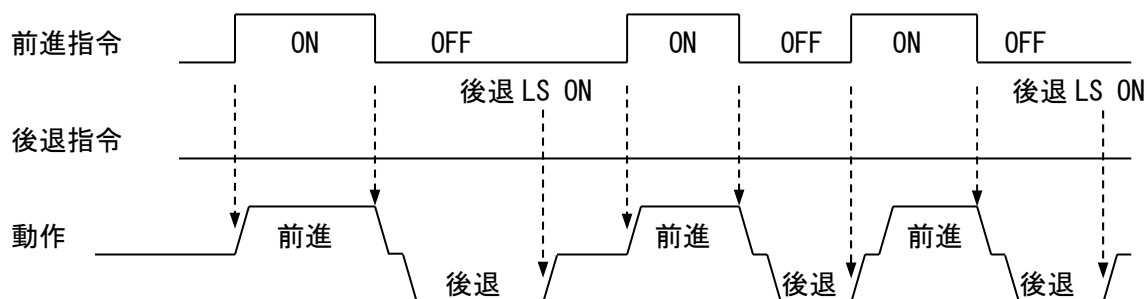 前進指令 ON OFF ON OFF ON OFF
後退 LS ON 後退 LS ON
後退指令
動作 前進 前進 前進
後退 後退 後退